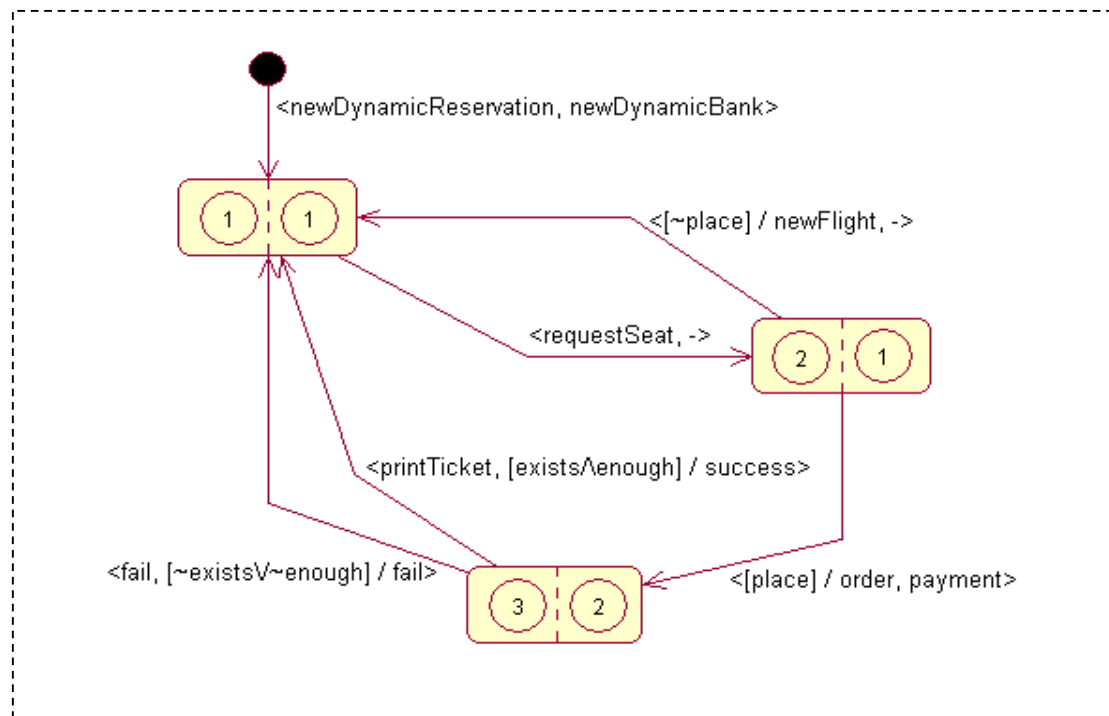 <newDynamicReservation, newDynamicBank>
1 1
<[~place] / newFlight, ->
<requestSeat, ->
2 1
<printTicket, [exists/\enough] / success>
<fail, [~exists\/~enough] / fail>
<[place] / order, payment>
3 2